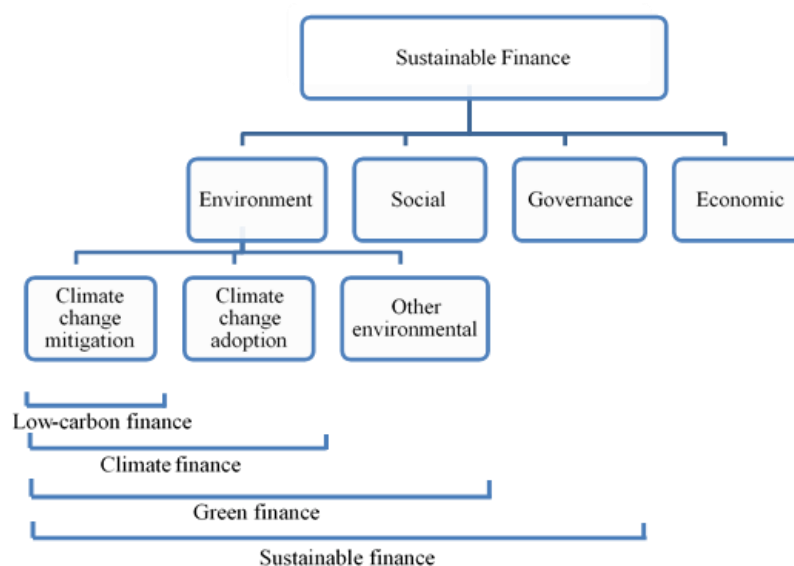 Sustainable Finance
Environment
Social
Governance
Economic
Climate
change
mitigation
Climate
change
adoption
Other
environmental
Low-carbon finance
Climate finance
Green finance
Sustainable finance